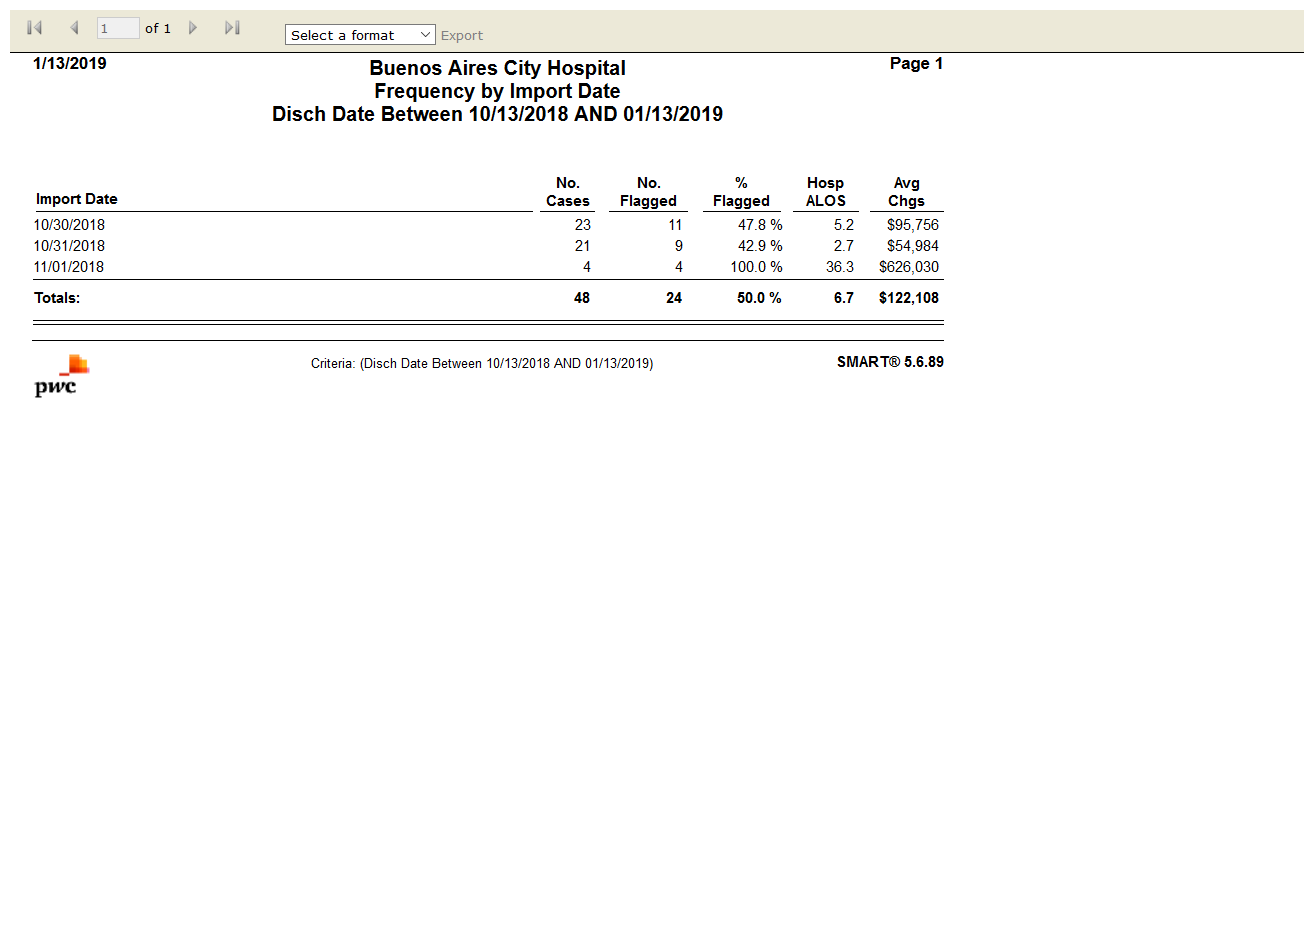 1 of 1 Select a format Export
1/13/2019 Buenos Aires City Hospital Page 1
Frequency by Import Date
Disch Date Between 10/13/2018 AND 01/13/2019
No. No. % Hosp Avg
Import Date Cases Flagged Flagged ALOS Chgs
10/30/2018 23 11 47.8 % 5.2 $95,756
10/31/2018 21 9 42.9 % 2.7 $54,984
11/01/2018 4 4 100.0 % 36.3 $626,030
Totals: 48 24 50.0 % 6.7 $122,108
Criteria: (Disch Date Between 10/13/2018 AND 01/13/2019) SMART® 5.6.89
pwc